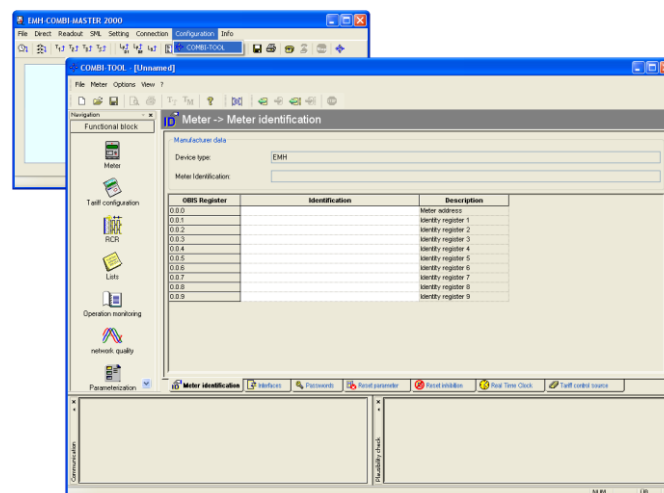 EMH-COMBI-MASTER 2000
File Direct Readout SML Setting Connection Configuration Info
COMBI-TOOL
COMBI-TOOL - [Unnamed]
File Meter Options View ?
Navigation
Functional block
ID Meter -> Meter identification
Manufacturer data
Device type: EMH
Meter Identification:
Meter
Tariff configuration
RCR
Lists
Operation monitoring
network quality
Parameterization
OBIS Register Identification Description
0.0.0 Meter address
0.0.1 Identity register 1
0.0.2 Identity register 2
0.0.3 Identity register 3
0.0.4 Identity register 4
0.0.5 Identity register 5
0.0.6 Identity register 6
0.0.7 Identity register 7
0.0.8 Identity register 8
0.0.9 Identity register 9
Meter identification Interfaces Passwords Reset parameter Reset inhibition Real Time Clock Tariff control source
Communication
Plausibility check
NUM